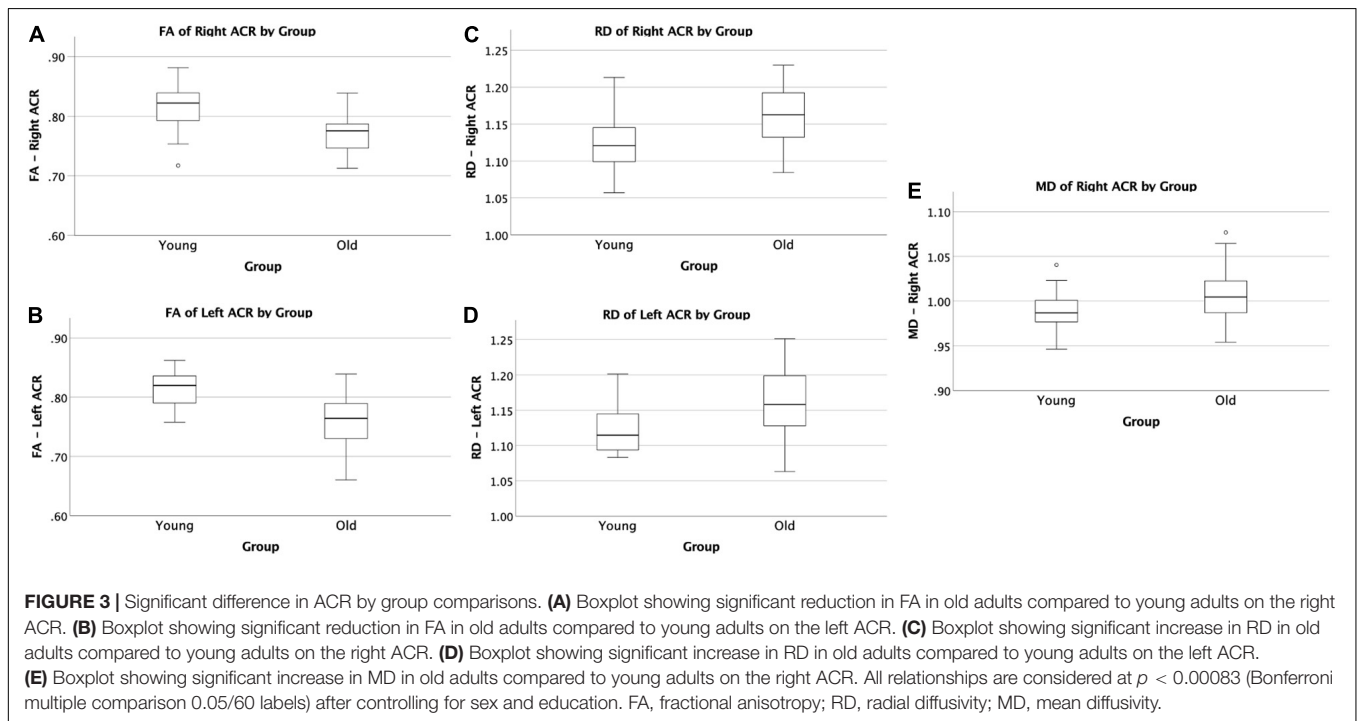 A
FA of Right ACR by Group
FA – Right ACR
.90
.80
.70
.60
Young
Old
Group
B
FA of Left ACR by Group
FA – Left ACR
.90
.80
.70
.60
Young
Old
Group
C
RD of Right ACR by Group
RD – Right ACR
1.25
1.20
1.15
1.10
1.05
1.00
Young
Old
Group
D
RD of Left ACR by Group
RD – Left ACR
1.25
1.20
1.15
1.10
1.05
1.00
Young
Old
Group
E
MD of Right ACR by Group
MD – Right ACR
1.10
1.05
1.00
.95
.90
Young
Old
Group
FIGURE 3 | Significant difference in ACR by group comparisons. (A) Boxplot showing significant reduction in FA in old adults compared to young adults on the right
ACR. (B) Boxplot showing significant reduction in FA in old adults compared to young adults on the left ACR. (C) Boxplot showing significant increase in RD in old
adults compared to young adults on the right ACR. (D) Boxplot showing significant increase in RD in old adults compared to young adults on the left ACR.
(E) Boxplot showing significant increase in MD in old adults compared to young adults on the right ACR. All relationships are considered at p < 0.00083 (Bonferroni
multiple comparison 0.05/60 labels) after controlling for sex and education. FA, fractional anisotropy; RD, radial diffusivity; MD, mean diffusivity.